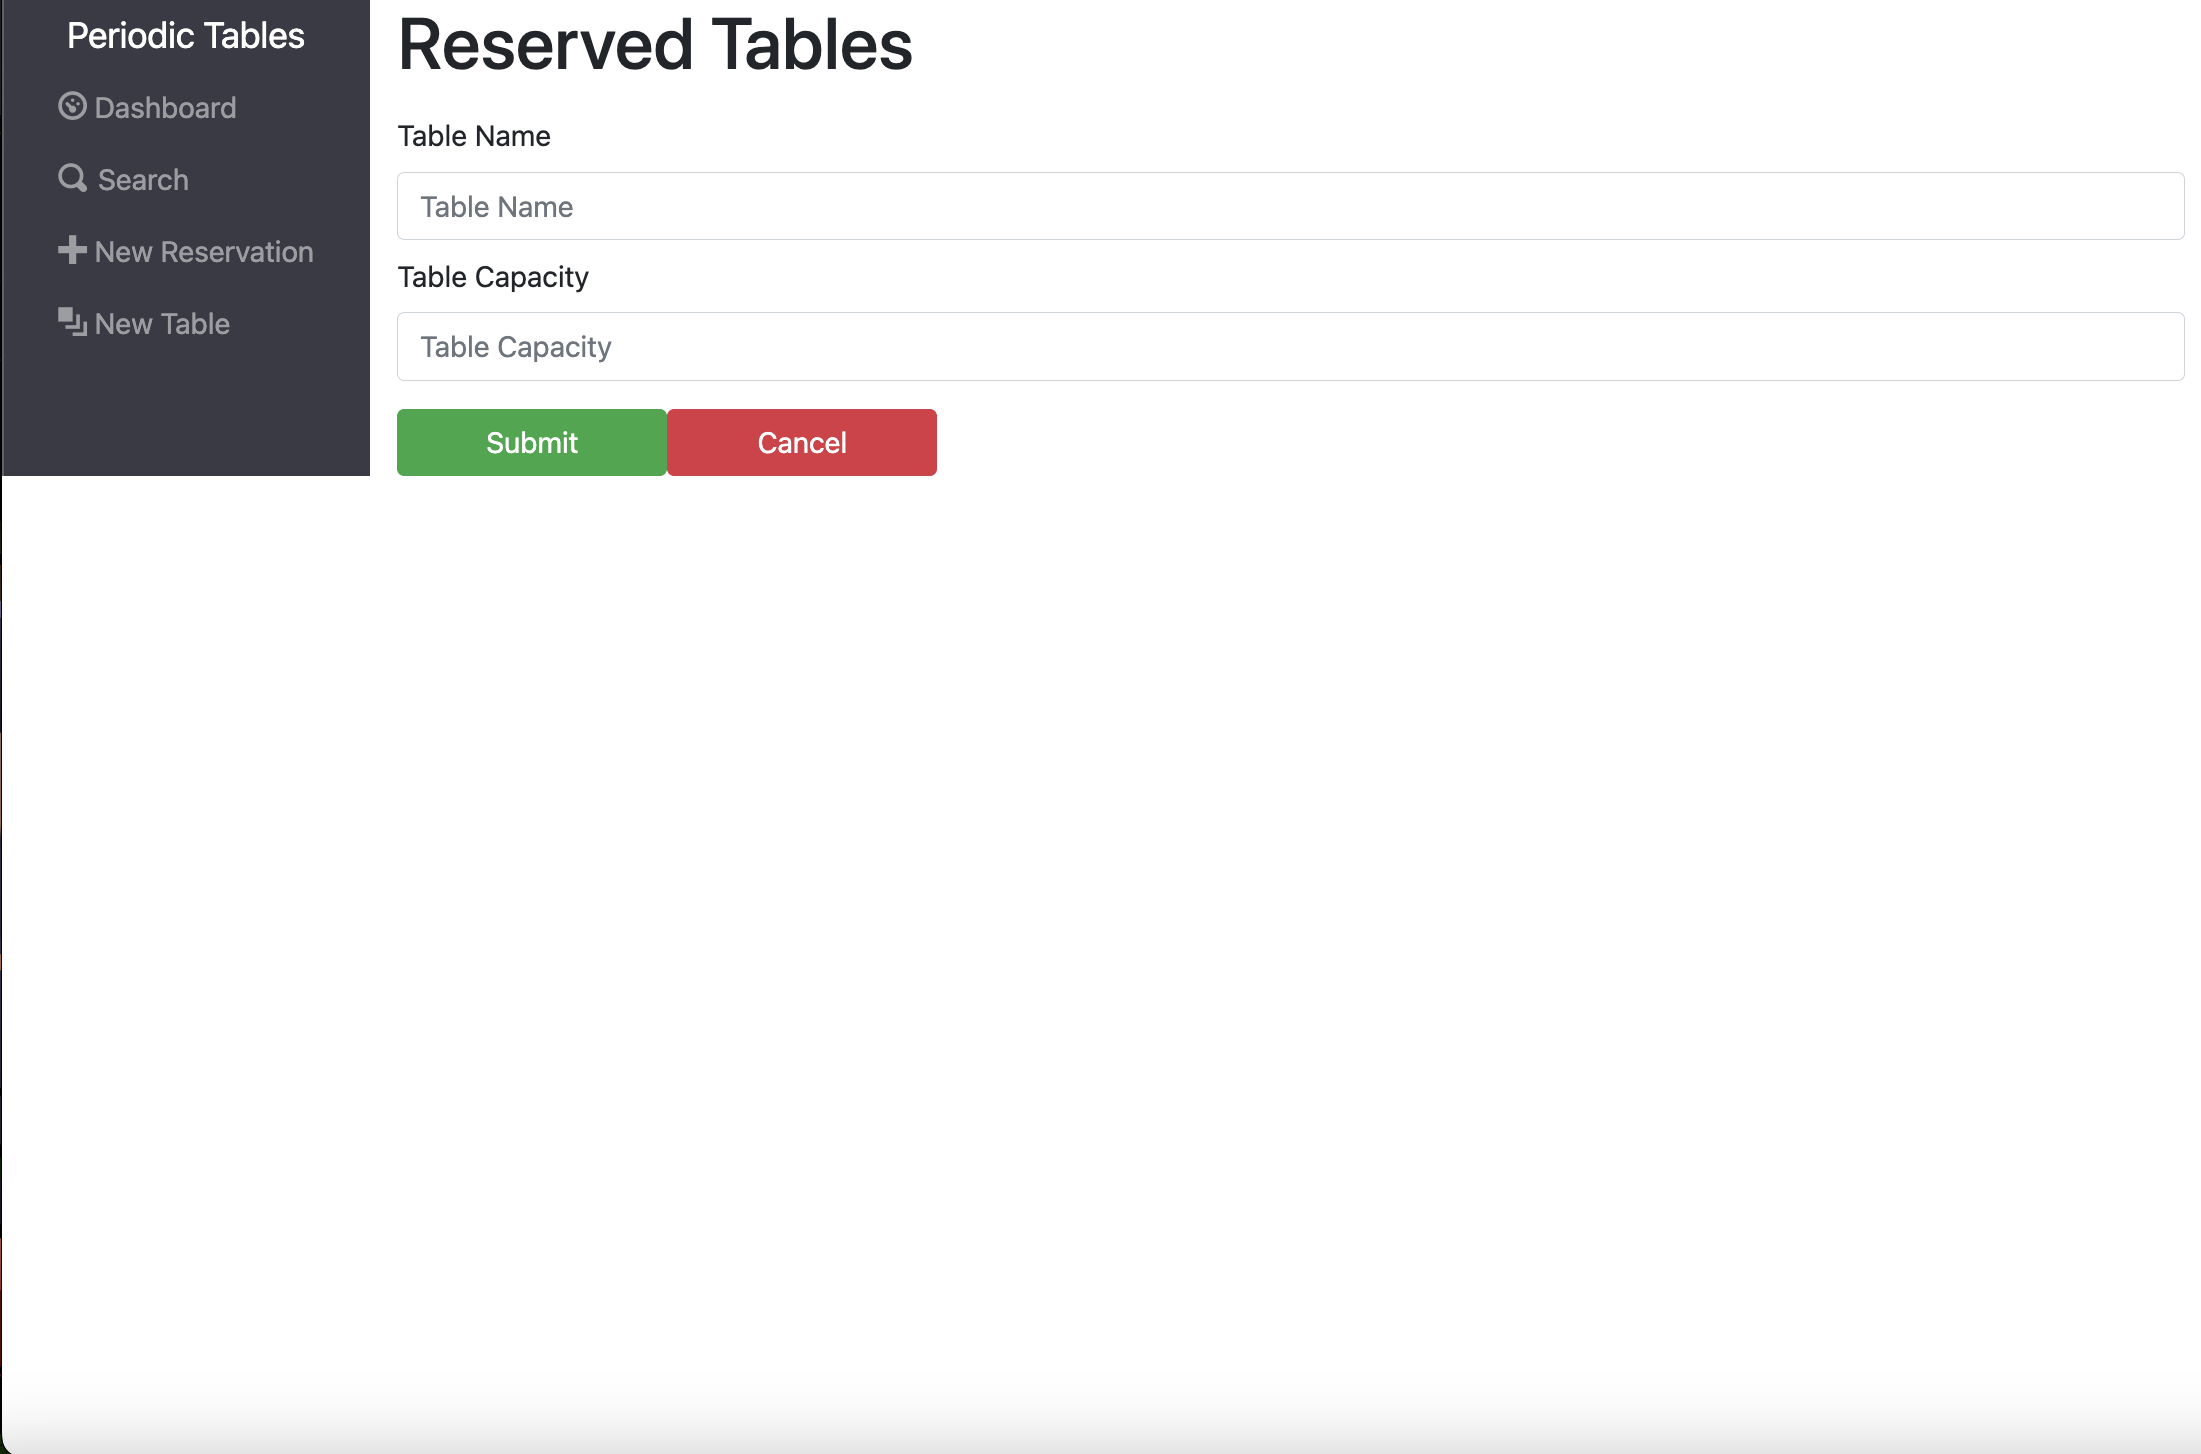 Periodic Tables
Dashboard
Search
New Reservation
New Table
Reserved Tables
Table Name
Table Name
Table Capacity
Table Capacity
Submit
Cancel